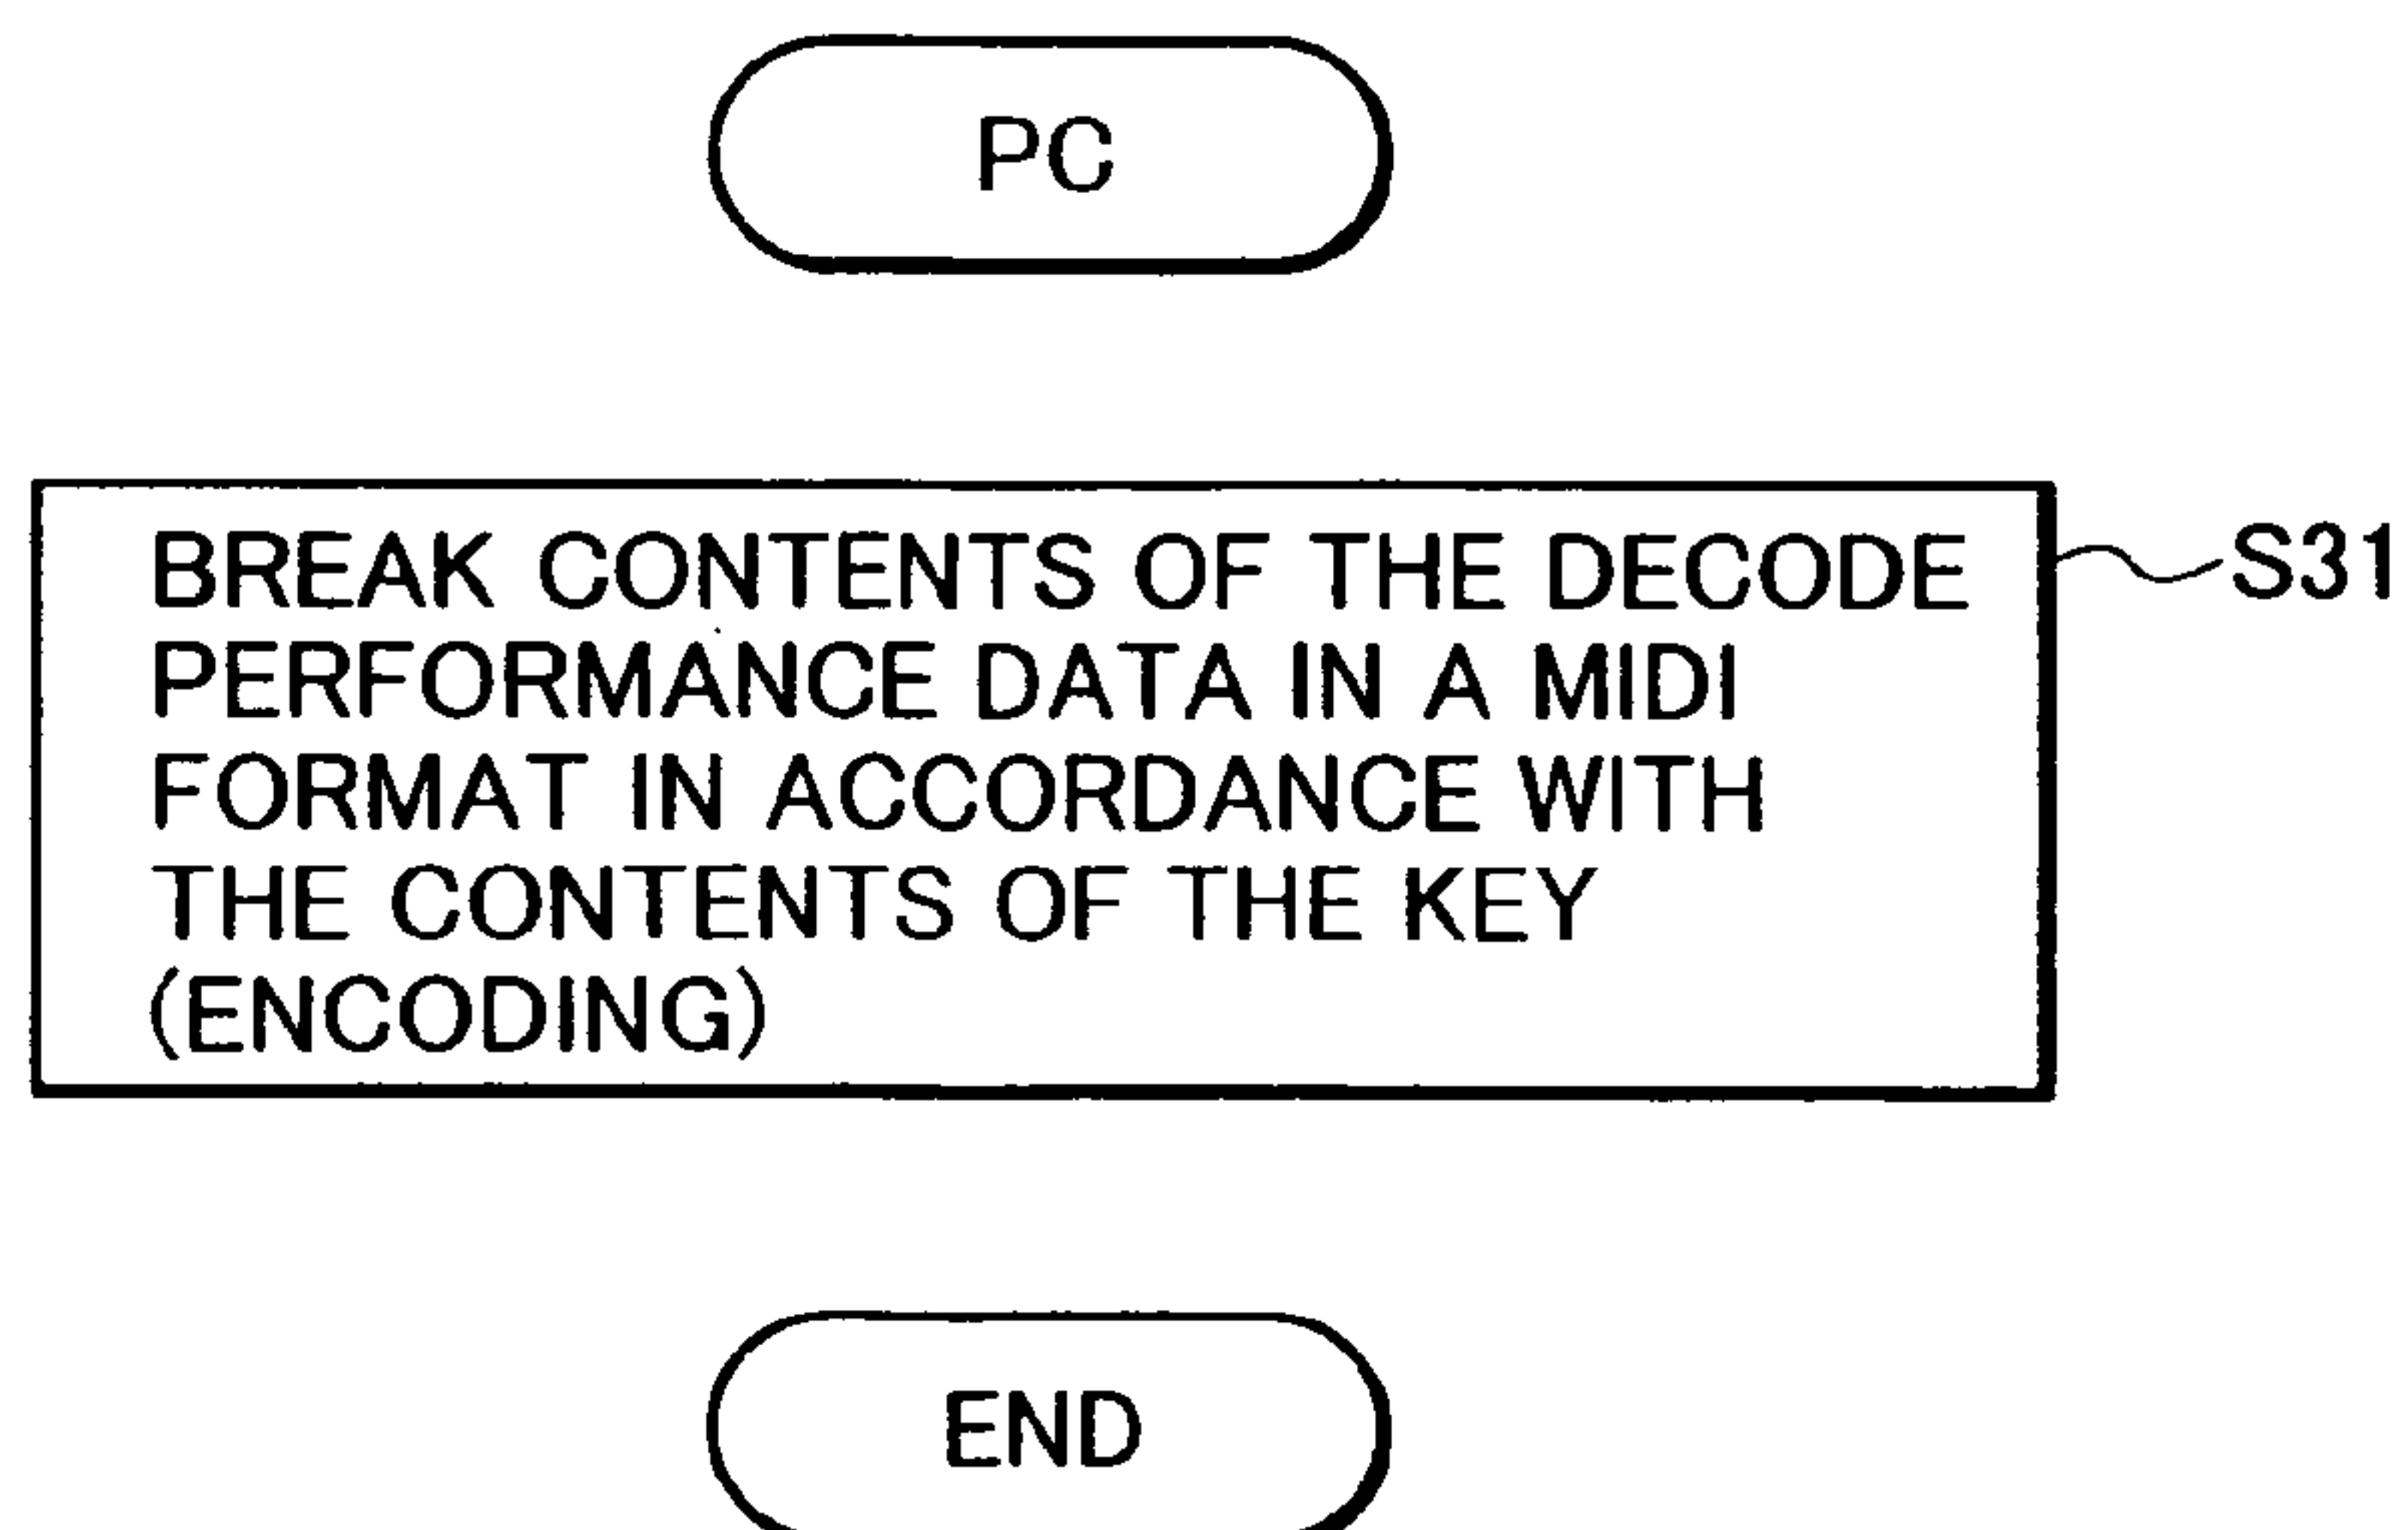 PC
BREAK CONTENTS OF THE DECODE
S31
PERFORMANCE DATA IN A MIDI
FORMAT IN ACCORDANCE WITH
THE CONTENTS OF THE KEY
(ENCODING)
END